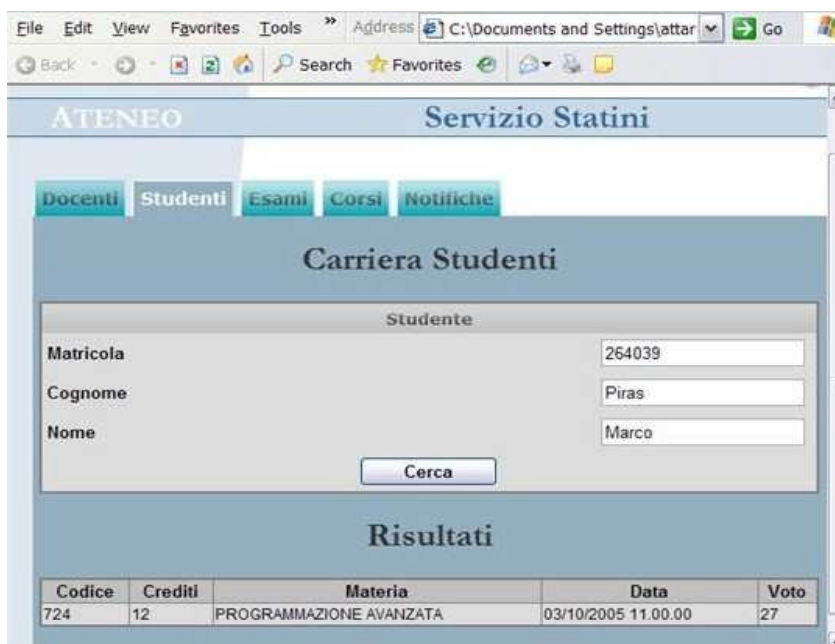 File Edit View Favorites Tools » Address C:\Documents and Settings\attar Go
Back Search Favorites
ATENEO Servizio Statini
Docenti Studenti Esami Corsi Notifiche
Carriera Studenti
Studente
Matricola 264039
Cognome Piras
Nome Marco
Cerca
Risultati
Codice Crediti Materia Data Voto
724 12 PROGRAMMAZIONE AVANZATA 03/10/2005 11.00.00 27